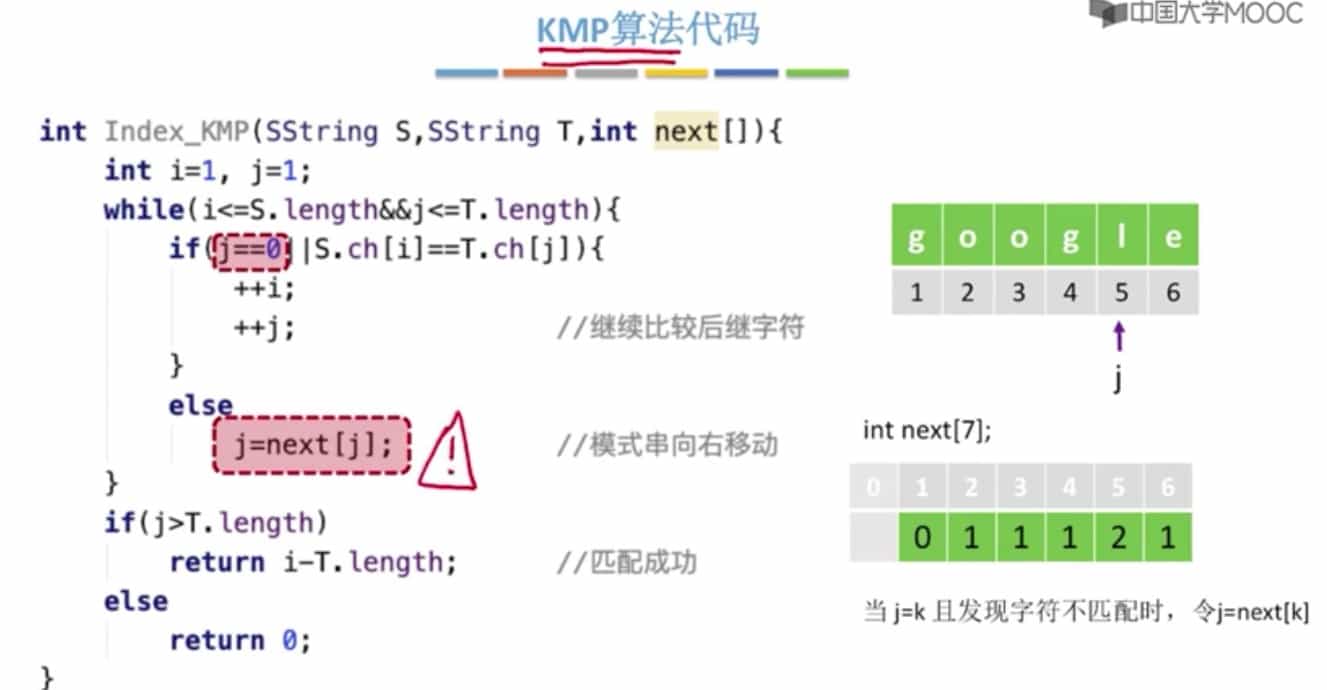 中国大学MOOC
KMP算法代码
int Index_KMP(SString S,SString T,int next[]){
int i=1, j=1;
while(i<=S.length&&j<=T.length){
if(j==0||S.ch[i]==T.ch[j]){
++i;
++j; //继续比较后继字符
}
else
j=next[j]; //模式串向右移动
}
if(j>T.length)
return i-T.length; //匹配成功
else
return 0;
}
g o o g l e
1 2 3 4 5 6
j
int next[7];
0 1 2 3 4 5 6
0 1 1 1 2 1
当 j=k 且发现字符不匹配时，令j=next[k]
!